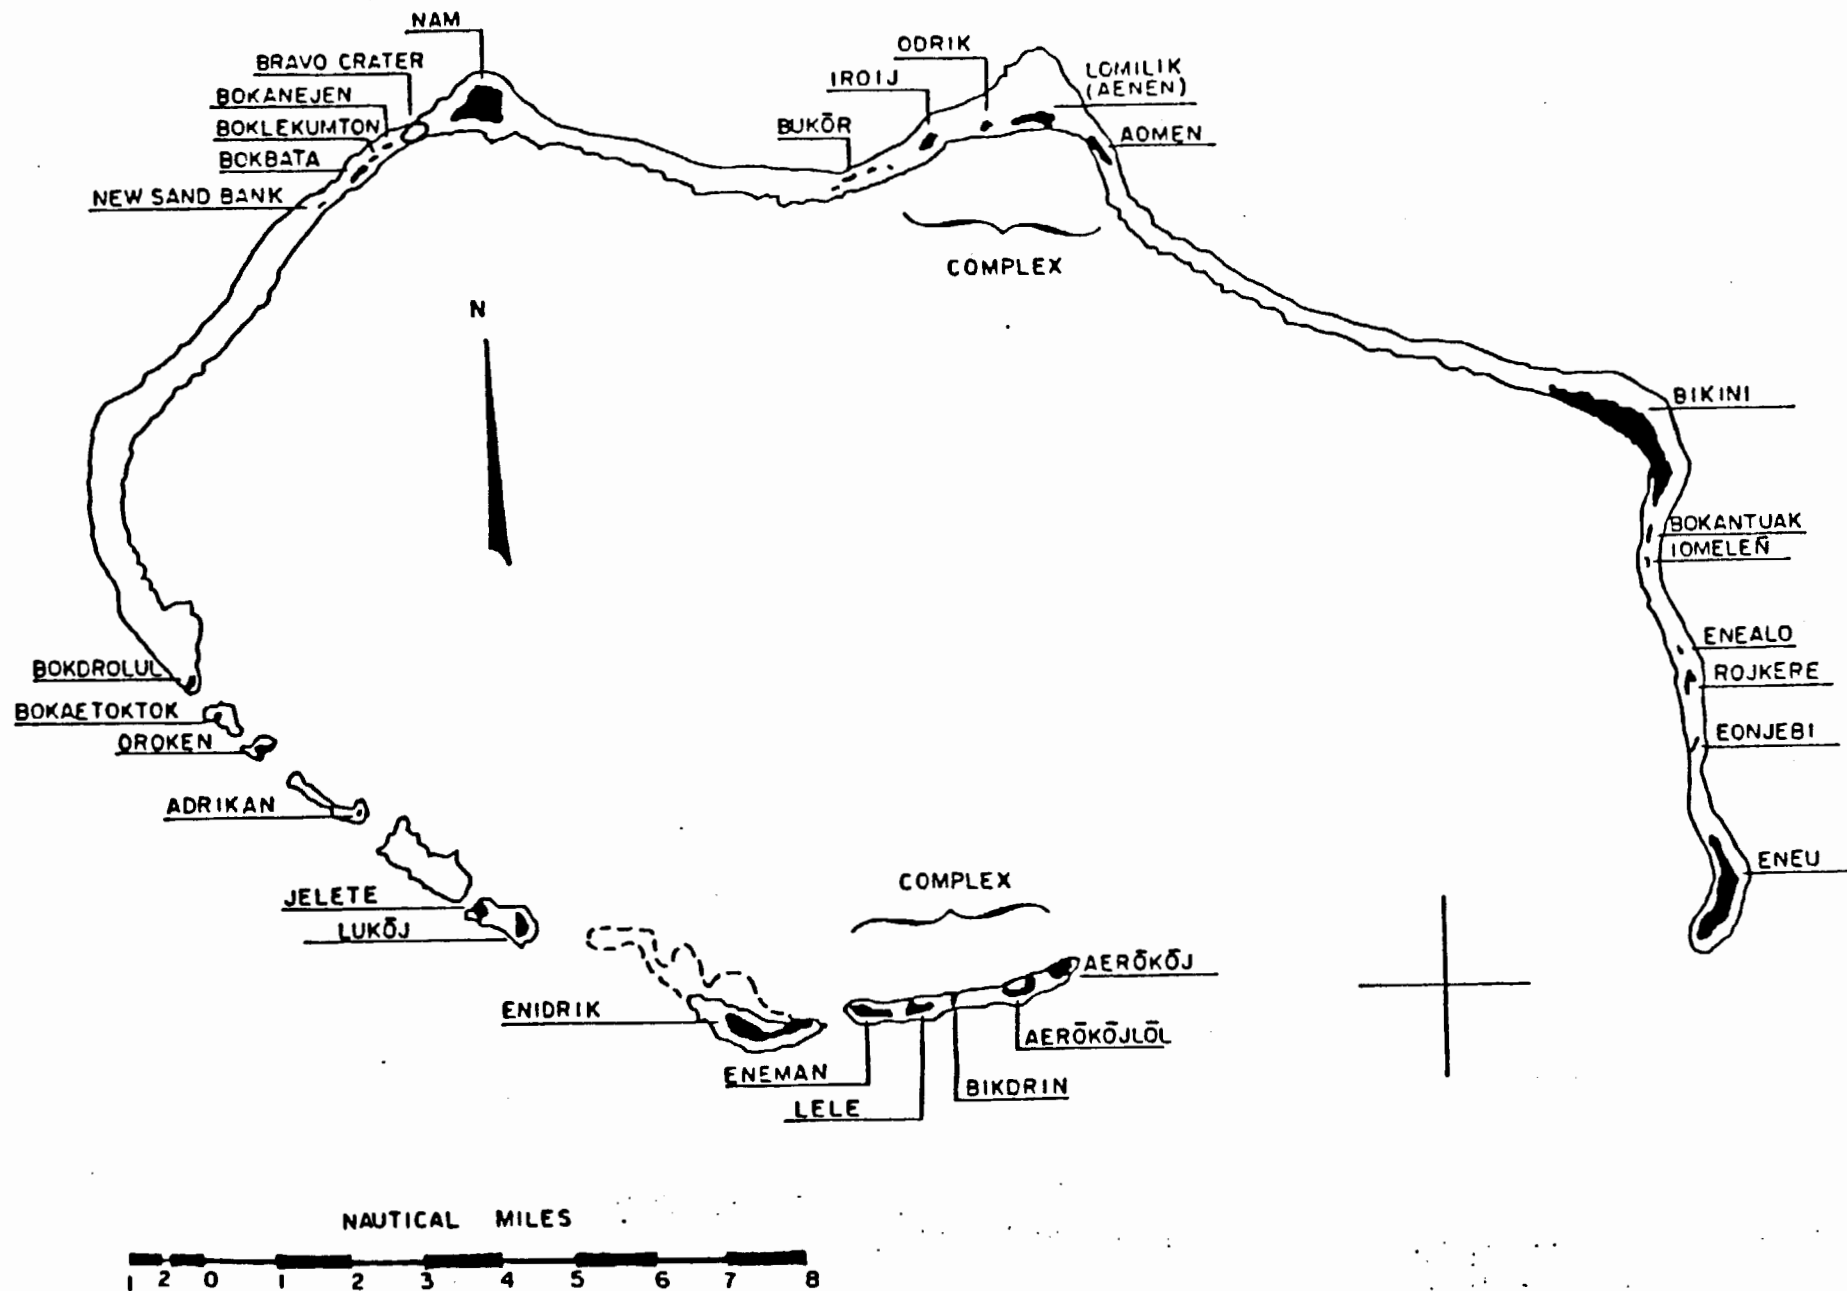 NAM
BRAVO CRATER
ODRIK
BOKANEJEN
IROIJ
LOMILIK
(AENEN)
BOKLEKUMTON
BUKŌR
AOMEN
BOKBATA
NEW SAND BANK
COMPLEX
N
BIKINI
BOKANTUAK
IOMELEN̄
ENEALO
BOKDROLUL
ROJKERE
BOKAETOKTOK
OROKEN
EONJEBI
ADRIKAN
ENEU
COMPLEX
JELETE
LUKŌJ
AERŌKŌJ
ENIDRIK
AERŌKŌJLŌL
ENEMAN
BIKDRIN
LELE
NAUTICAL MILES
1 2 0 1 2 3 4 5 6 7 8